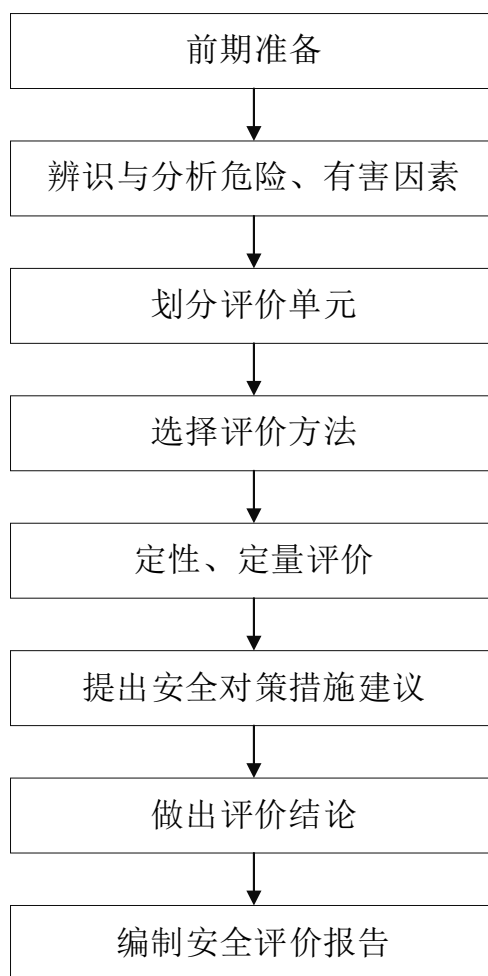 前期准备
辨识与分析危险、有害因素
划分评价单元
选择评价方法
定性、定量评价
提出安全对策措施建议
做出评价结论
编制安全评价报告